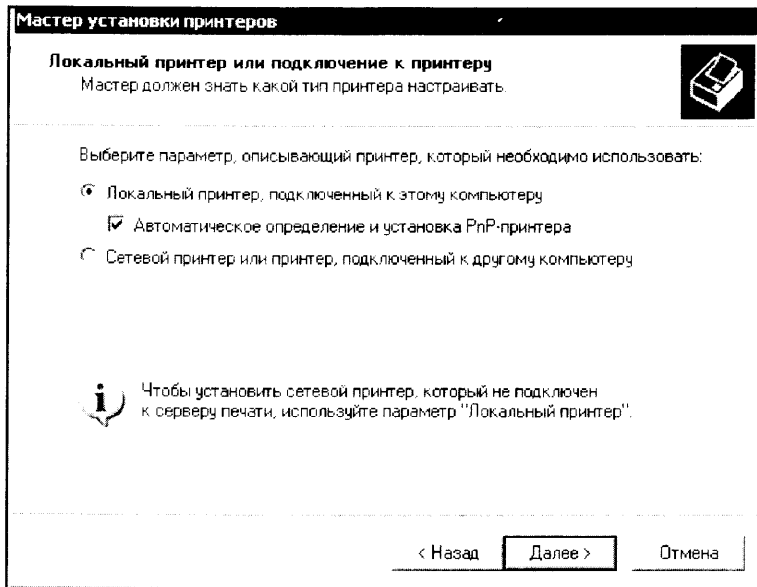 Мастер установки принтеров
Локальный принтер или подключение к принтеру
Мастер должен знать какой тип принтера настраивать.
Выберите параметр, описывающий принтер, который необходимо использовать:
Локальный принтер, подключенный к этому компьютеру
Автоматическое определение и установка PnP-принтера
Сетевой принтер или принтер, подключенный к другому компьютеру
Чтобы установить сетевой принтер, который не подключен
к серверу печати, используйте параметр "Локальный принтер".
< Назад Далее > Отмена